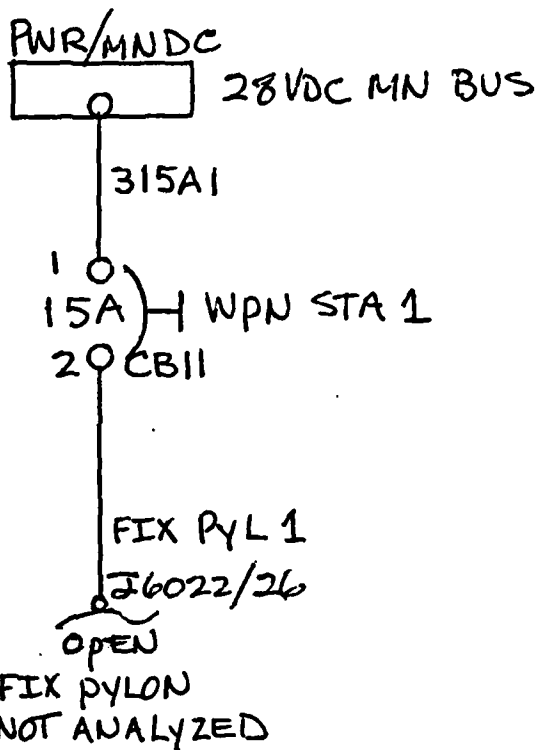 PWR/MNDC
28VDC MN BUS
315A1
1
15A
WPN STA 1
2
CB11
FIX PYL 1
J6022/26
OPEN
FIX PYLON
NOT ANALYZED